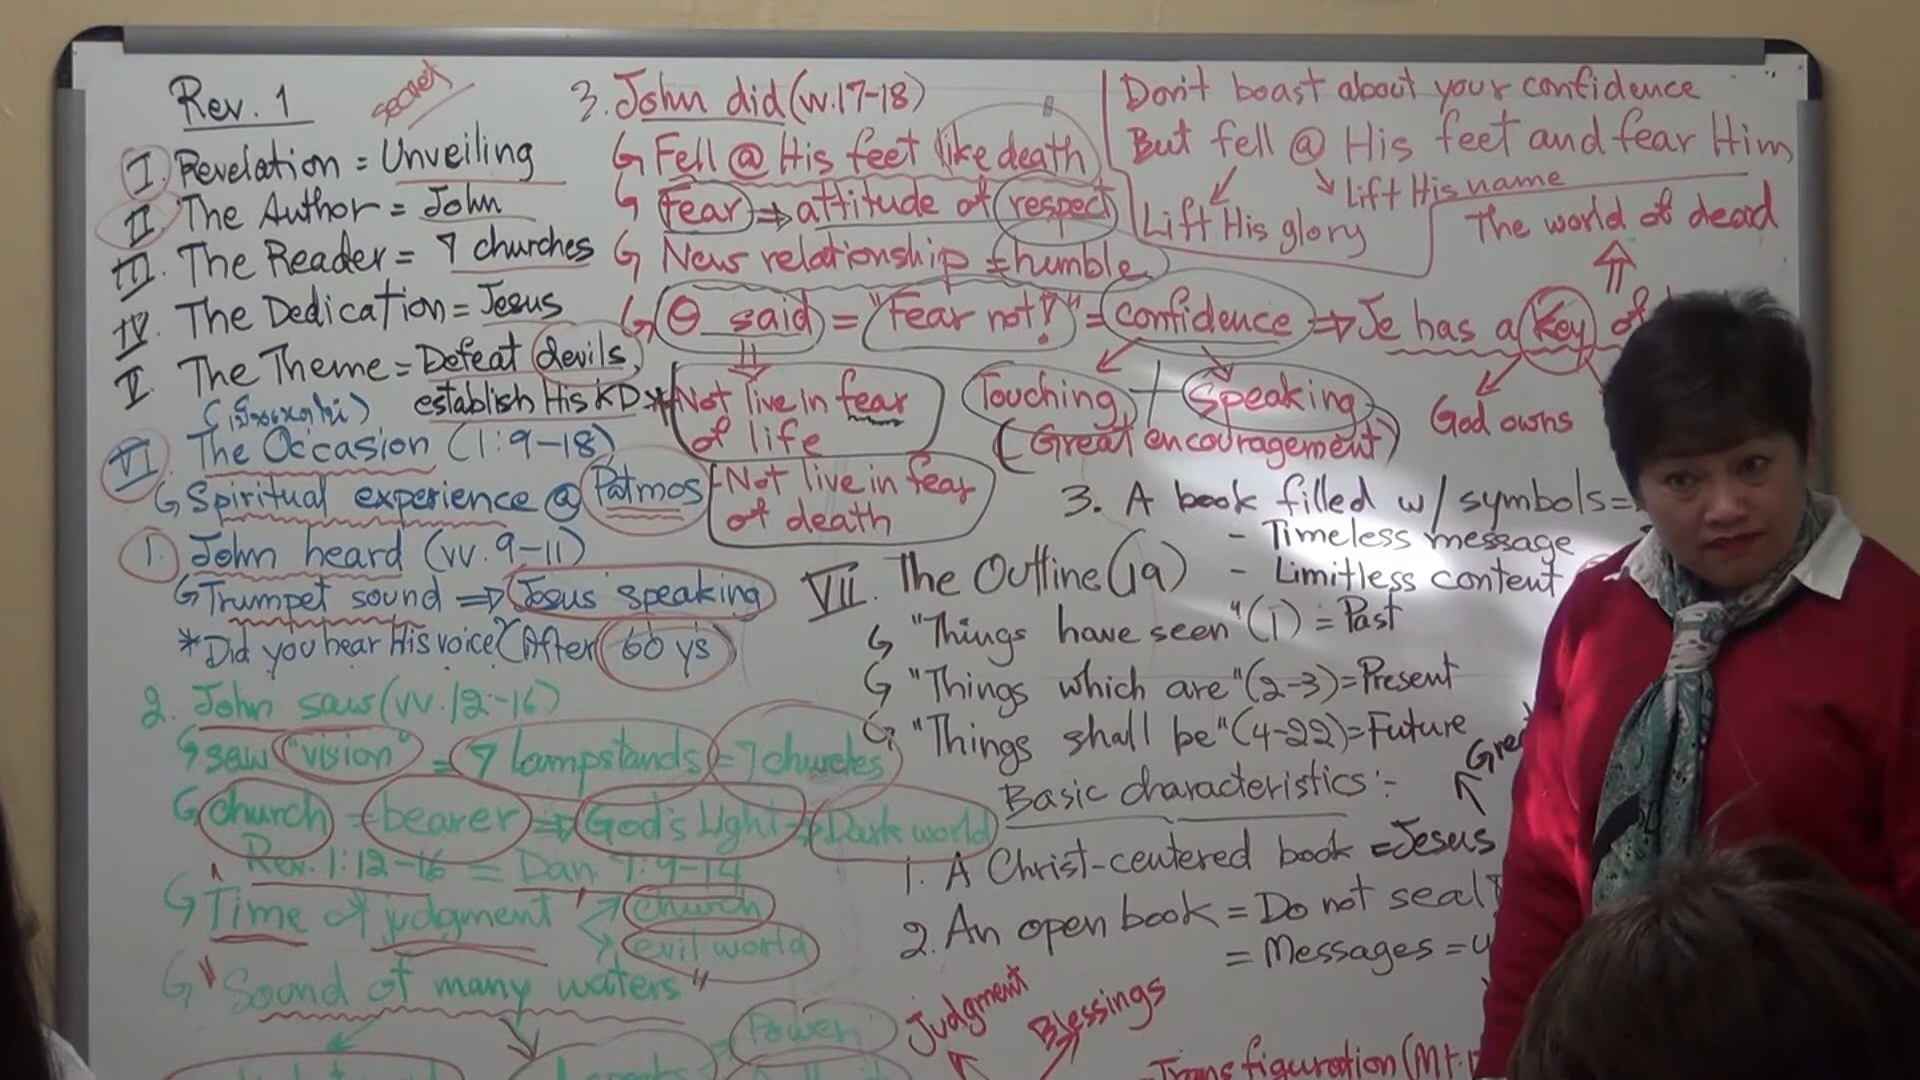 Rev. 1
secret
I. Revelation = Unveiling
II. The Author = John
III. The Reader = 7 churches
IV. The Dedication = Jesus
V. The Theme = Defeat devils,
establish His KD
VI. The Occasion (1:9-18)
Spiritual experience @ Patmos
1. John heard (vv. 9-11)
Trumpet sound ⇒ Jesus speaking
*Did you hear His voice? (After 60 ys)
2. John saw (vv. 12-16)
saw "vision" = 7 lampstands = 7 churches
church = bearer ⇒ God's Light → Dark world
Rev. 1:12-16 = Dan. 7:9-14
Time of judgment
church
evil world
"Sound of many waters"
Power
3. John did (vv. 17-18)
Fell @ His feet like death
fear ⇒ attitude of respect
New relationship = humble
said = "Fear not!" = confidence ⇒ Je has a Key of
Not live in fear
of life
Not live in fear
of death
Touching + Speaking
(Great encouragement)
God owns
The world of dead
Don't boast about your confidence
But fell @ His feet and fear Him
Lift His name
Lift His glory
3. A book filled w/ symbols =
- Timeless message
- Limitless content
VII. The Outline (1a)
"Things have seen" (1) = Past
"Things which are" (2-3) = Present
"Things shall be" (4-22) = Future
Basic characteristics :-
1. A Christ-centered book = Jesus
2. An open book = Do not seal
= Messages =
Judgment
Blessings
Transfiguration (Mt.